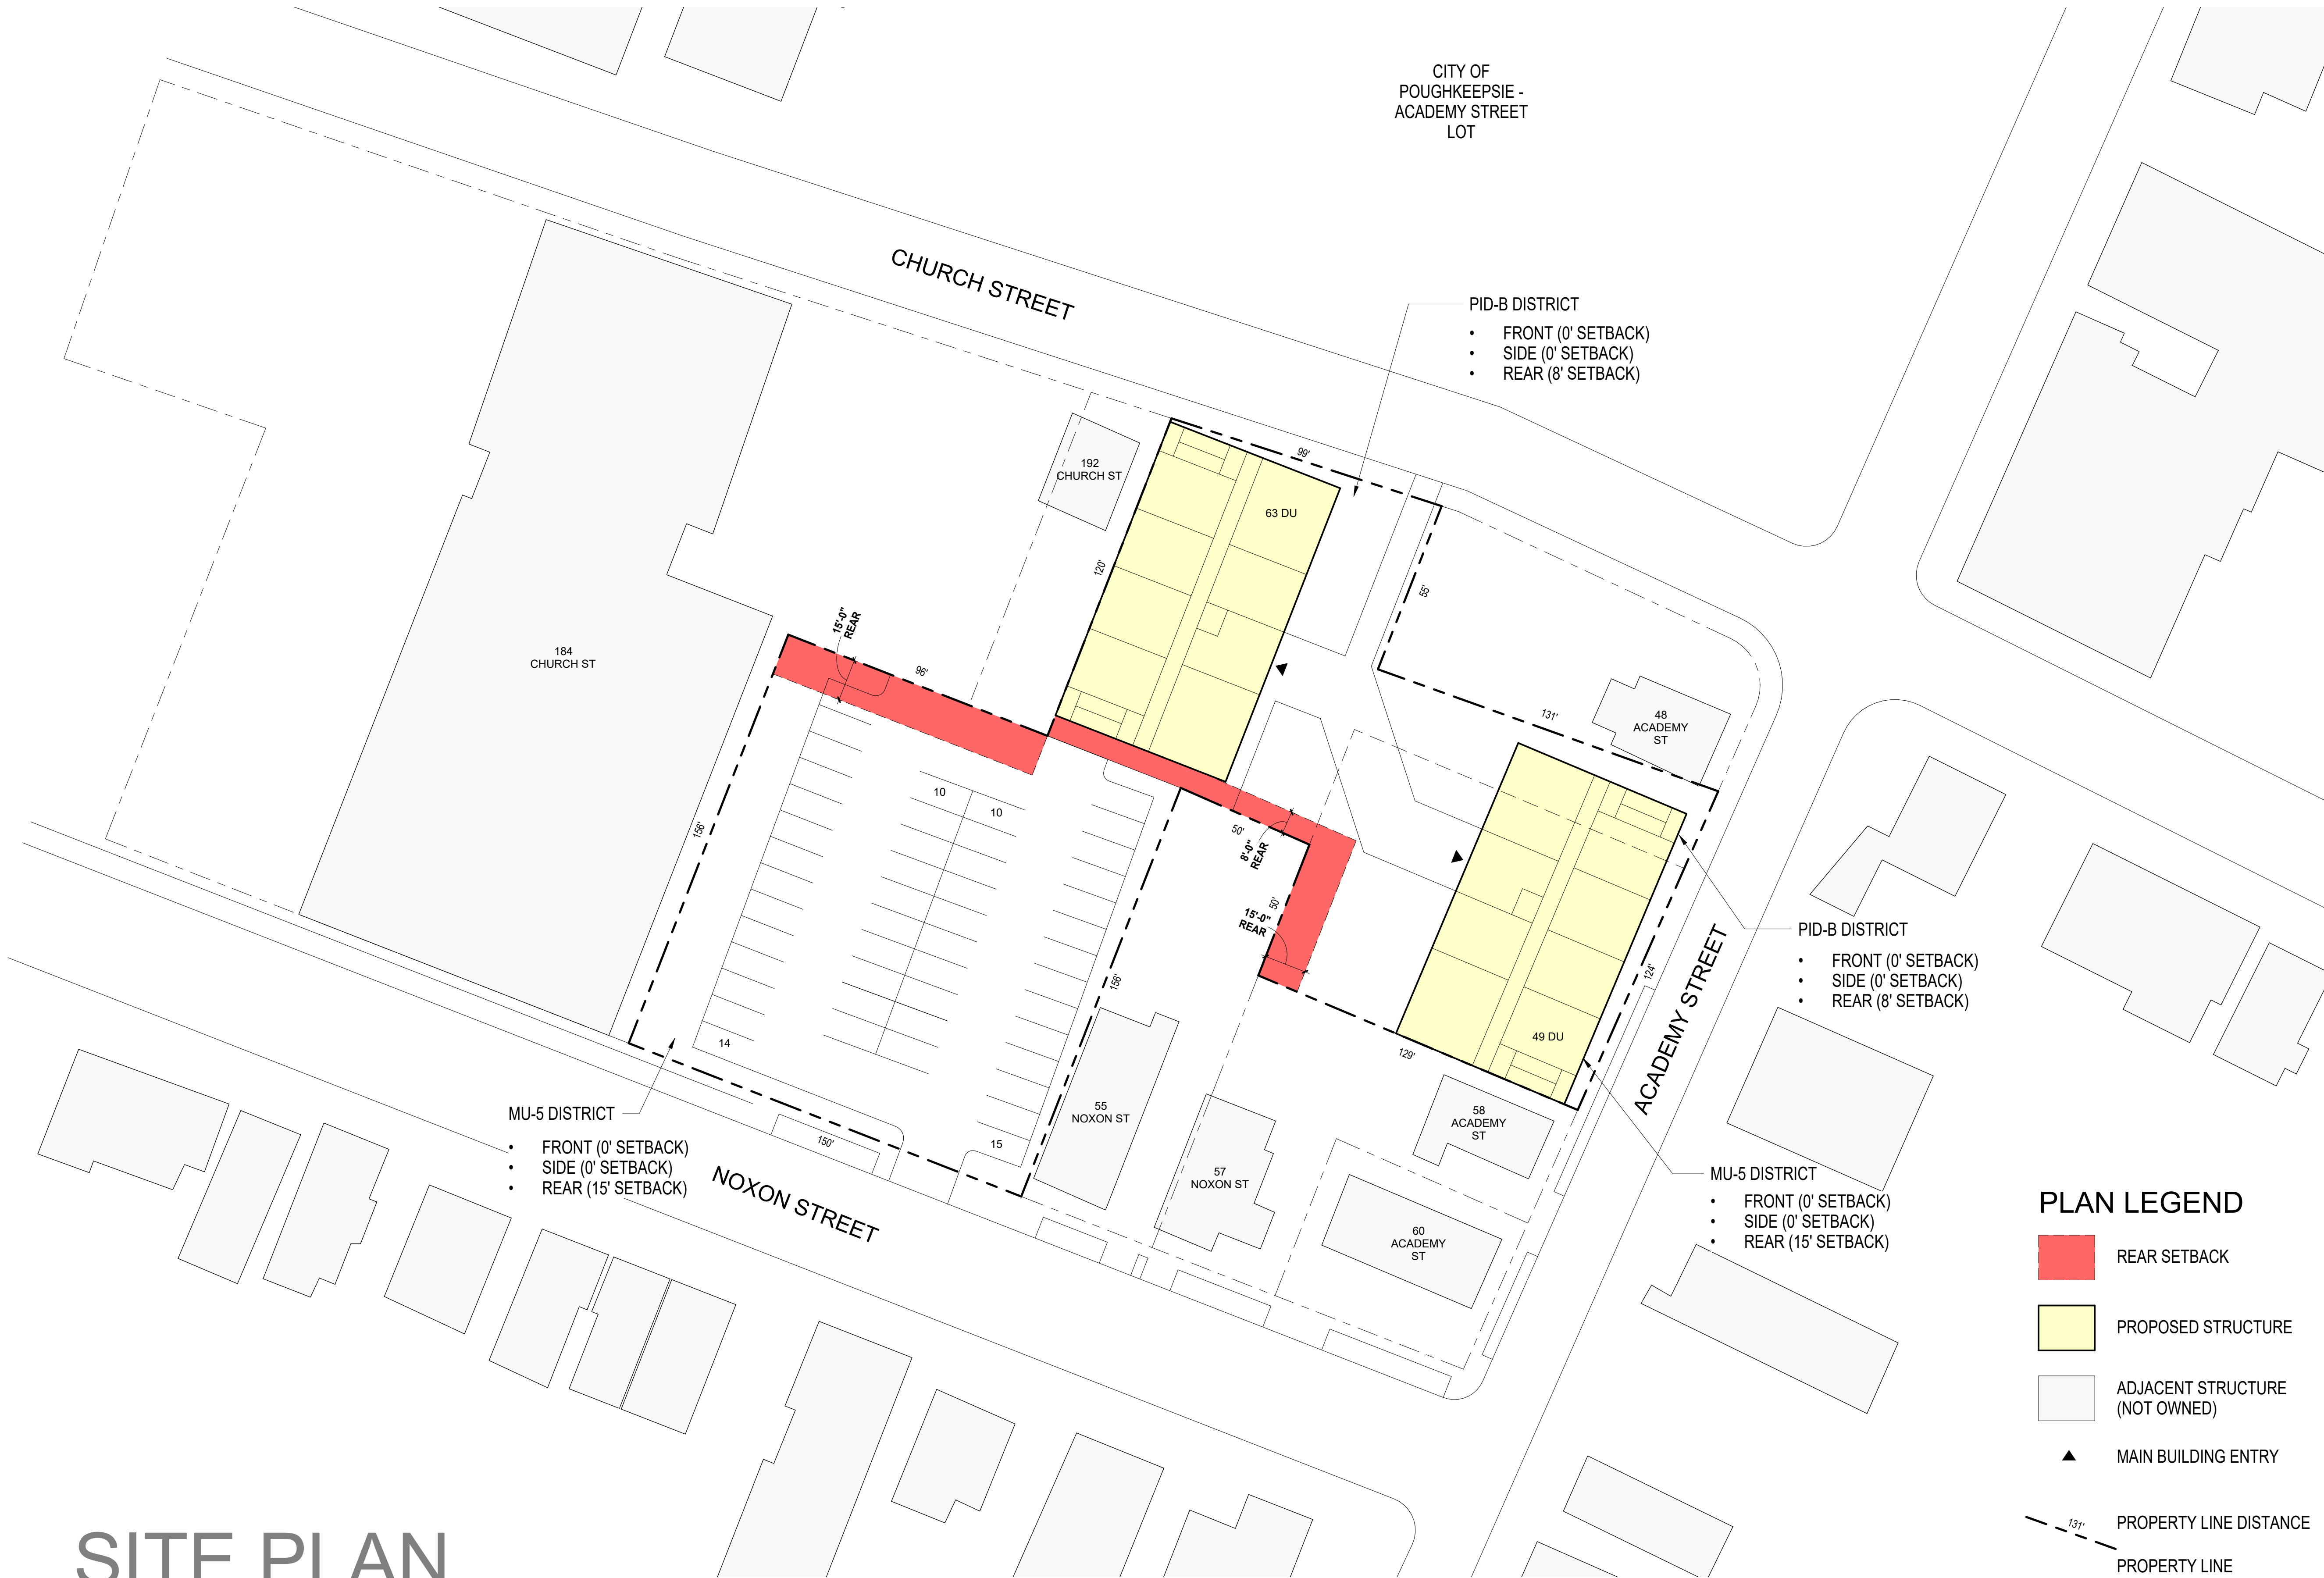 CITY OF
POUGHKEEPSIE -
ACADEMY STREET
LOT
CHURCH STREET
PID-B DISTRICT
• FRONT (0' SETBACK)
• SIDE (0' SETBACK)
• REAR (8' SETBACK)
99'
192
CHURCH ST
63 DU
120'
55'
15'-0"
REAR
96'
184
CHURCH ST
131'
48
ACADEMY
ST
10
10
156'
50'
8'-0"
REAR
50'
15'-0"
REAR
PID-B DISTRICT
• FRONT (0' SETBACK)
• SIDE (0' SETBACK)
• REAR (8' SETBACK)
124'
ACADEMY STREET
156'
14
49 DU
129'
MU-5 DISTRICT
• FRONT (0' SETBACK)
• SIDE (0' SETBACK)
• REAR (15' SETBACK)
150'
15
55
NOXON ST
58
ACADEMY
ST
57
NOXON ST
NOXON STREET
60
ACADEMY
ST
MU-5 DISTRICT
• FRONT (0' SETBACK)
• SIDE (0' SETBACK)
• REAR (15' SETBACK)
PLAN LEGEND
REAR SETBACK
PROPOSED STRUCTURE
ADJACENT STRUCTURE
(NOT OWNED)
MAIN BUILDING ENTRY
131'
PROPERTY LINE DISTANCE
PROPERTY LINE
SITE PLAN